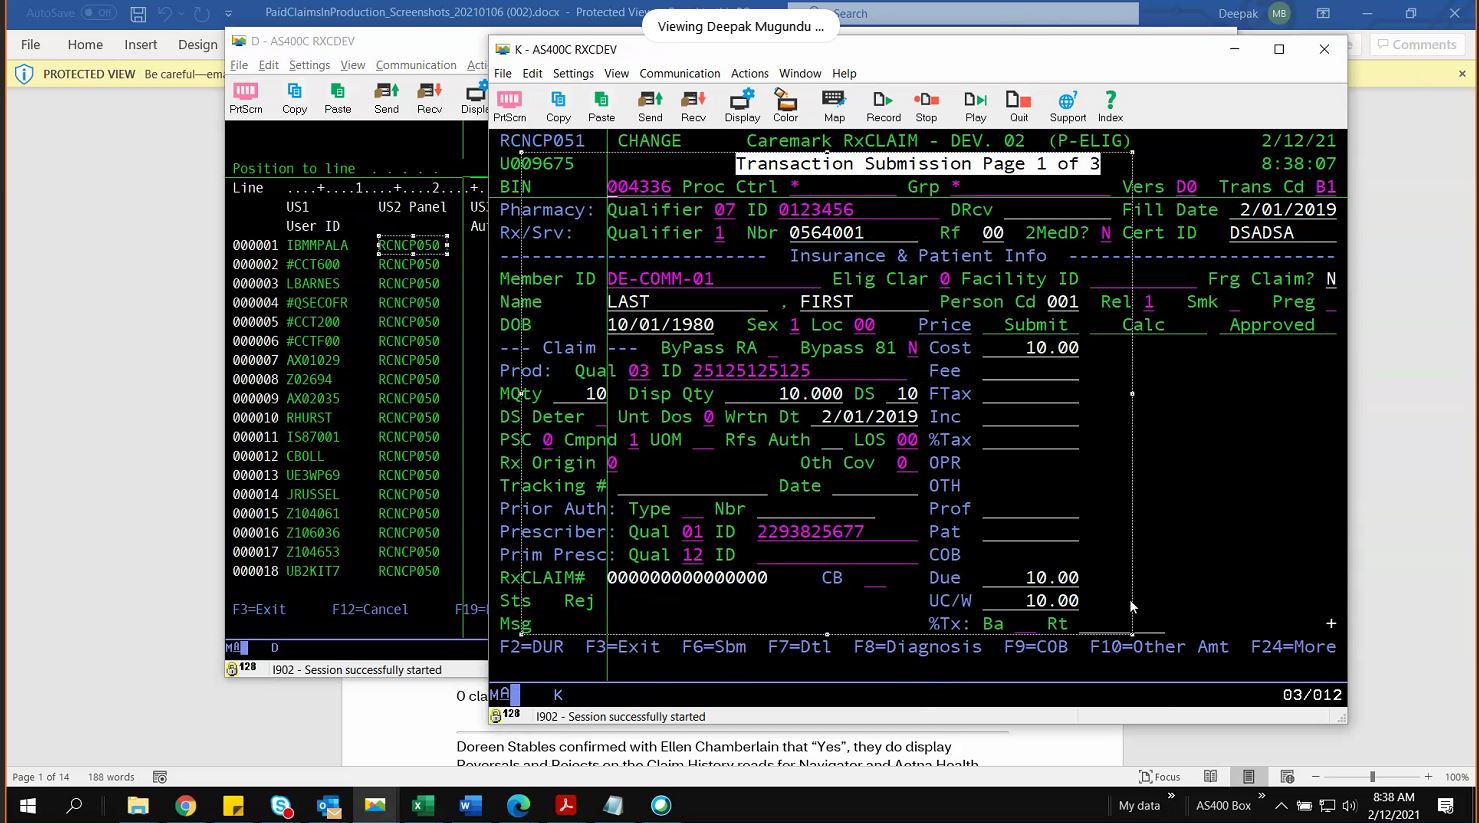 AutoSave Off
PaidClaimsInProduction_Screenshots_20210106 (002).docx - Protected View
Viewing Deepak Mugundu ...
Search
Deepak MB
File Home Insert Design
Comments
PROTECTED VIEW Be careful—ema
D - AS400C RXCDEV
File Edit Settings View Communication Actio
PrtScrn Copy Paste Send Recv Displa
Position to line . . . . .
Line ....+....1....+....2....+...
US1 US2 Panel US
User ID Au
000001 IBMMPALA RCNCP050
000002 #CCT600 RCNCP050
000003 LBARNES RCNCP050
000004 #QSECOFR RCNCP050
000005 #CCT200 RCNCP050
000006 #CCTF00 RCNCP050
000007 AX01029 RCNCP050
000008 Z02694 RCNCP050
000009 AX02035 RCNCP050
000010 RHURST RCNCP050
000011 IS87001 RCNCP050
000012 CBOLL RCNCP050
000013 UE3WP69 RCNCP050
000014 JRUSSEL RCNCP050
000015 Z104061 RCNCP050
000016 Z106036 RCNCP050
000017 Z104653 RCNCP050
000018 UB2KIT7 RCNCP050
F3=Exit F12=Cancel F19=
MA D
128 I902 - Session successfully started
K - AS400C RXCDEV
File Edit Settings View Communication Actions Window Help
PrtScrn Copy Paste Send Recv Display Color Map Record Stop Play Quit Support Index
RCNCP051 CHANGE Caremark RxCLAIM - DEV. 02 (P-ELIG) 2/12/21
U009675 Transaction Submission Page 1 of 3 8:38:07
BIN 004336 Proc Ctrl * Grp * Vers D0 Trans Cd B1
Pharmacy: Qualifier 07 ID 0123456 DRcv Fill Date 2/01/2019
Rx/Srv: Qualifier 1 Nbr 0564001 Rf 00 2MedD? N Cert ID DSADSA
------------------------- Insurance & Patient Info -------------------------
Member ID DE-COMM-01 Elig Clar 0 Facility ID Frg Claim? N
Name LAST , FIRST Person Cd 001 Rel 1 Smk Preg
DOB 10/01/1980 Sex 1 Loc 00 Price Submit Calc Approved
--- Claim --- ByPass RA Bypass 81 N Cost 10.00
Prod: Qual 03 ID 25125125125 Fee
MQty 10 Disp Qty 10.000 DS 10 FTax
DS Deter Unt Dos 0 Wrtn Dt 2/01/2019 Inc
PSC 0 Cmpnd 1 UOM Rfs Auth LOS 00 %Tax
Rx Origin 0 Oth Cov 0 OPR
Tracking # Date OTH
Prior Auth: Type Nbr Prof
Prescriber: Qual 01 ID 2293825677 Pat
Prim Presc: Qual 12 ID COB
RxCLAIM# 000000000000000 CB Due 10.00
Sts Rej UC/W 10.00
Msg %Tx: Ba Rt +
F2=DUR F3=Exit F6=Sbm F7=Dtl F8=Diagnosis F9=COB F10=Other Amt F24=More
MA K 03/012
128 I902 - Session successfully started
0 cla
Doreen Stables confirmed with Ellen Chamberlain that “Yes”, they do display
Reversals and Rejects on the Claim History reads for Navigator and Aetna Health
Page 1 of 14 188 words
Focus 100%
My data AS400 Box 8:38 AM
2/12/2021